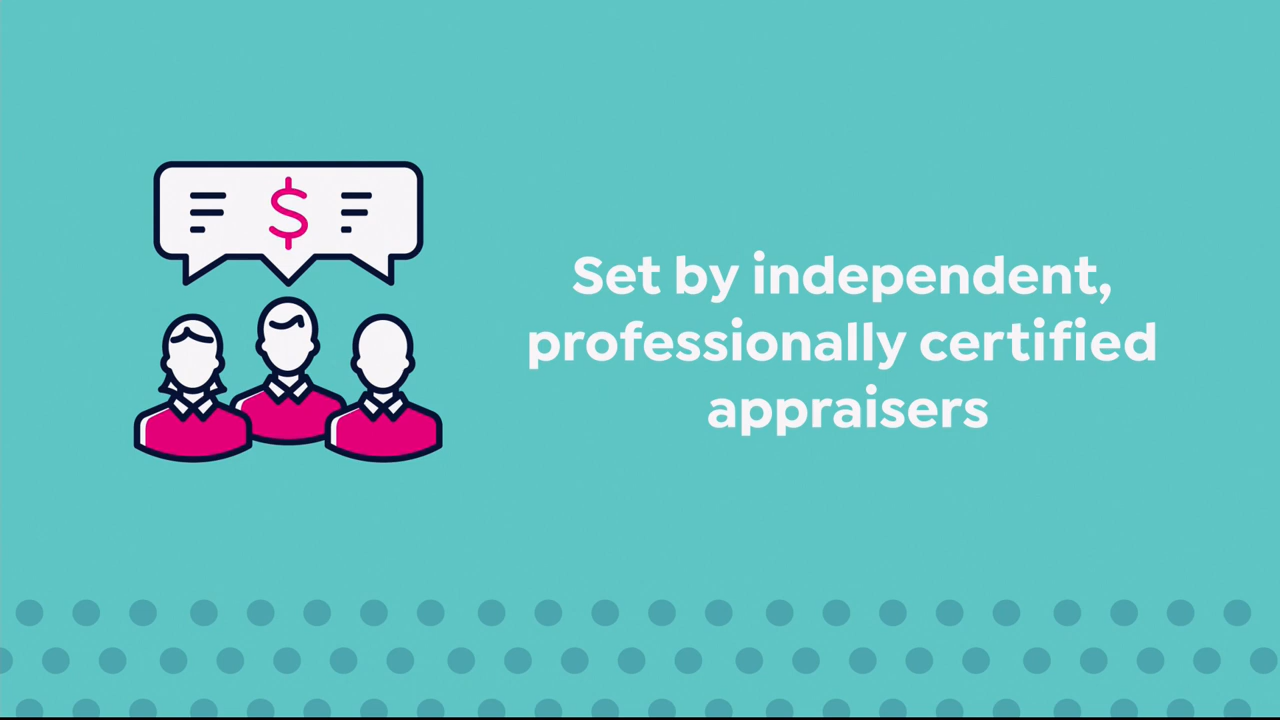 $
Set by independent,
professionally certified
appraisers